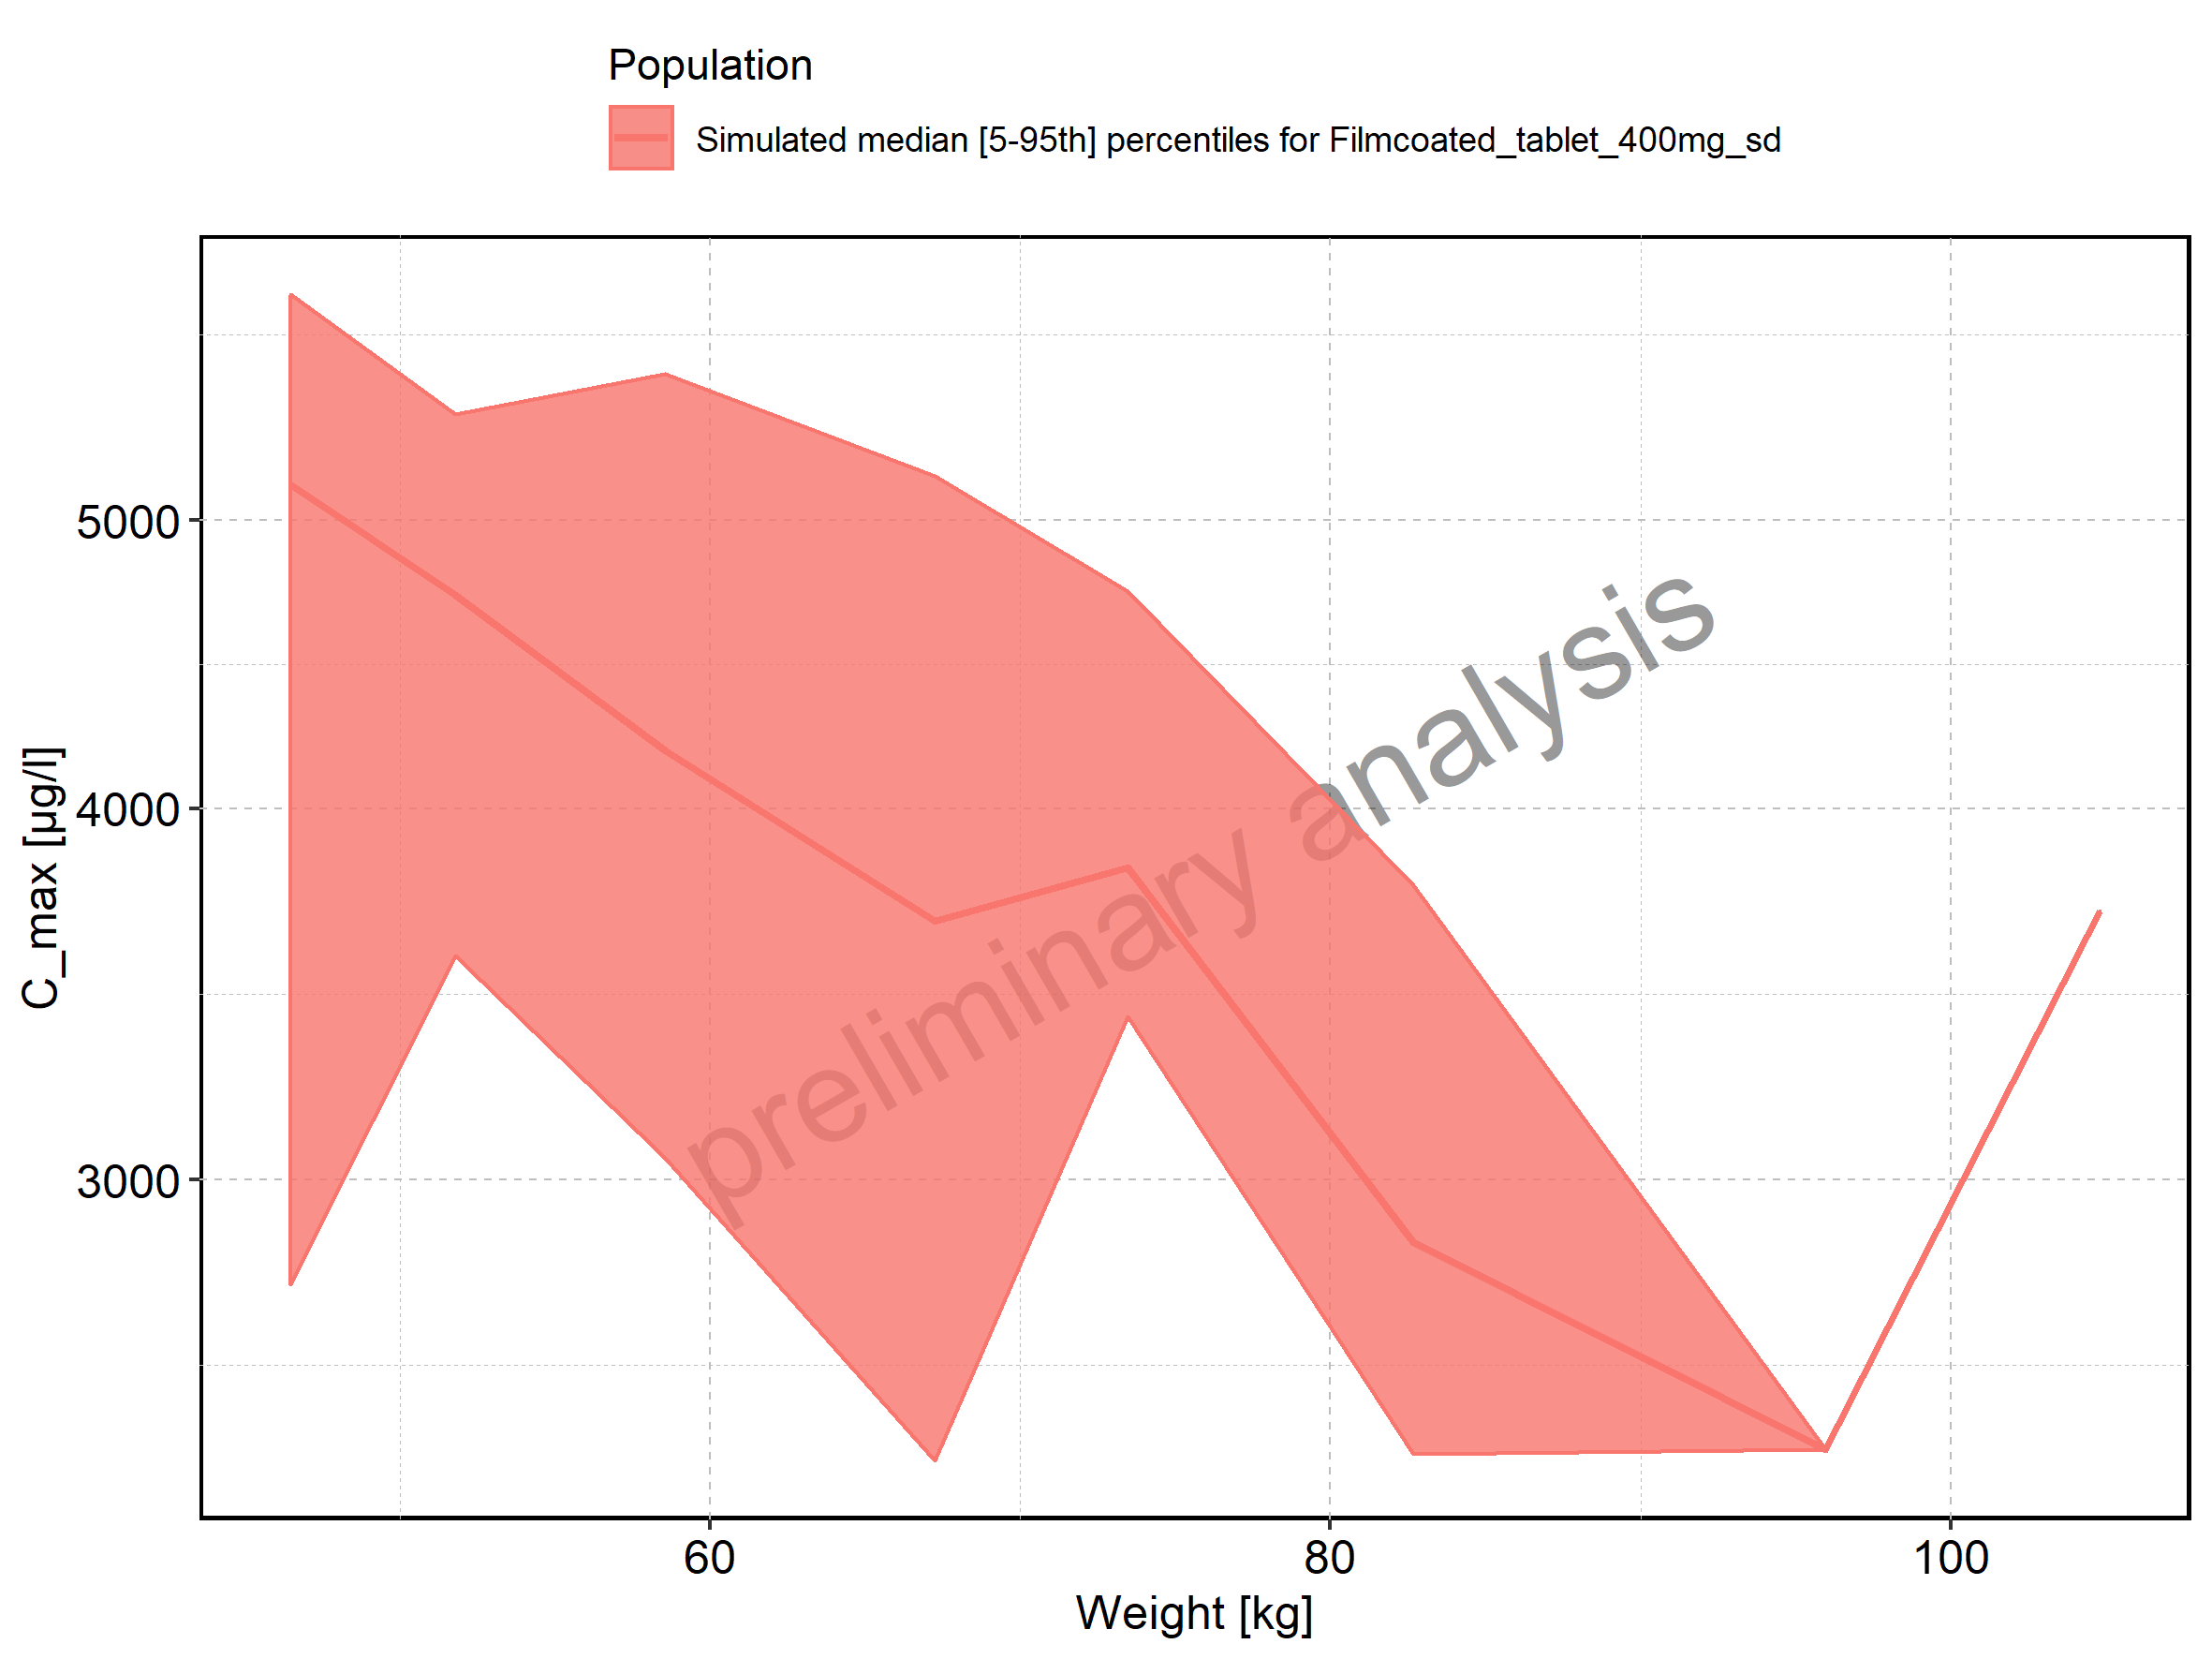 Population
Simulated median [5-95th] percentiles for Filmcoated_tablet_400mg_sd
C_max [µg/l]
5000
4000
3000
preliminary analysis
60
80
100
Weight [kg]